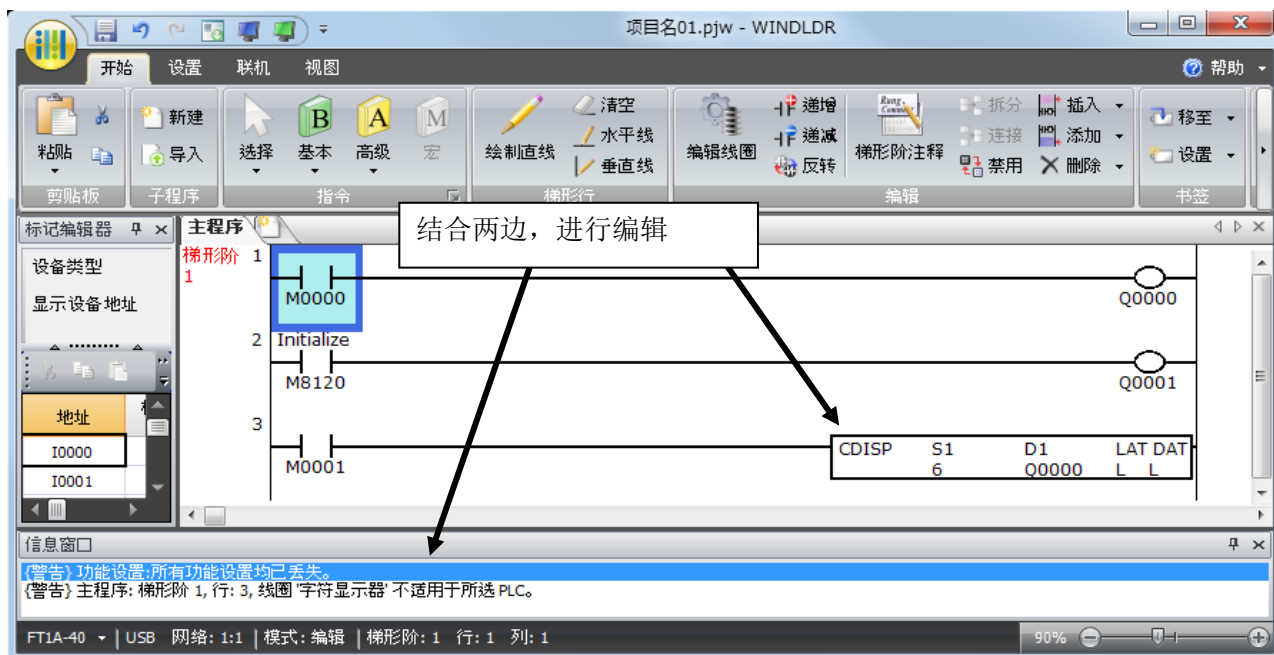 项目名01.pjw - WINDLDR
开始 设置 联机 视图 帮助
粘贴
剪贴板
新建
导入
子程序
选择 基本 高级 宏
B A M
指令
绘制直线
清空
水平线
垂直线
梯形行
编辑线圈
递增
递减
反转
梯形阶注释
拆分
连接
禁用
插入
添加
删除
编辑
移至
设置
书签
标记编辑器
主程序
结合两边，进行编辑
设备类型
显示设备地址
地址
I0000
I0001
梯形阶 1
1
M0000 Q0000
2 Initialize
M8120 Q0001
3
M0001
CDISP S1 D1 LAT DAT
6 Q0000 L L
信息窗口
{警告} 功能设置:所有功能设置均已丢失。
{警告} 主程序: 梯形阶 1, 行: 3, 线圈 '字符显示器' 不适用于所选 PLC。
FT1A-40 USB 网络: 1:1 模式: 编辑 梯形阶: 1 行: 1 列: 1 90%